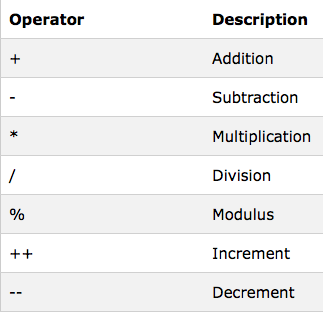 Operator Description
+ Addition
- Subtraction
* Multiplication
/ Division
% Modulus
++ Increment
-- Decrement